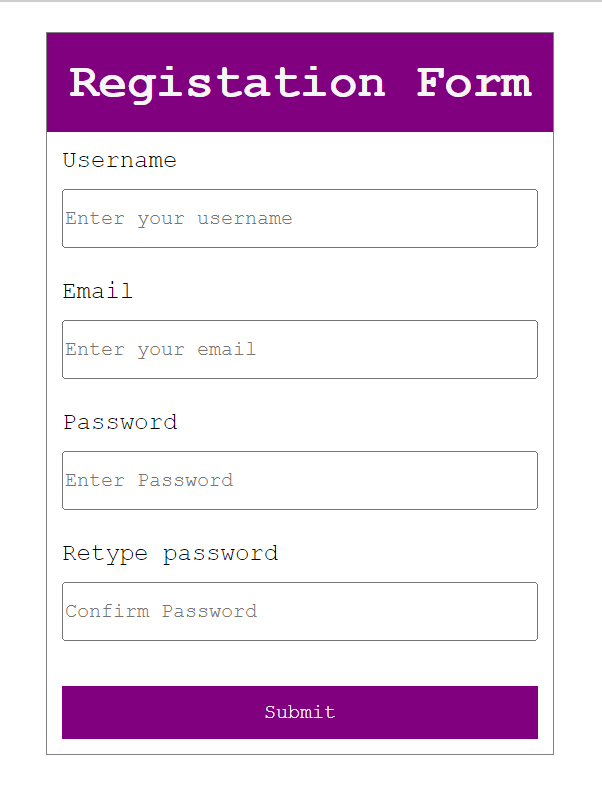 Registation Form
Username
Enter your username
Email
Enter your email
Password
Enter Password
Retype password
Confirm Password
Submit